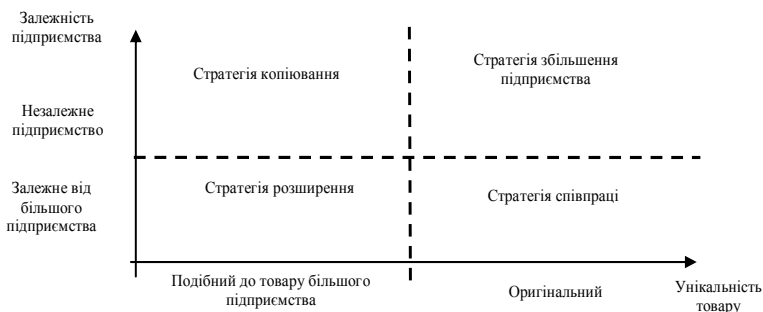 Залежність
підприємства
Стратегія копіювання
Стратегія збільшення
підприємства
Незалежне
підприємство
Залежне від
більшого
підприємства
Стратегія розширення
Стратегія співпраці
Подібний до товару більшого
підприємства
Оригінальний
Унікальність
товару